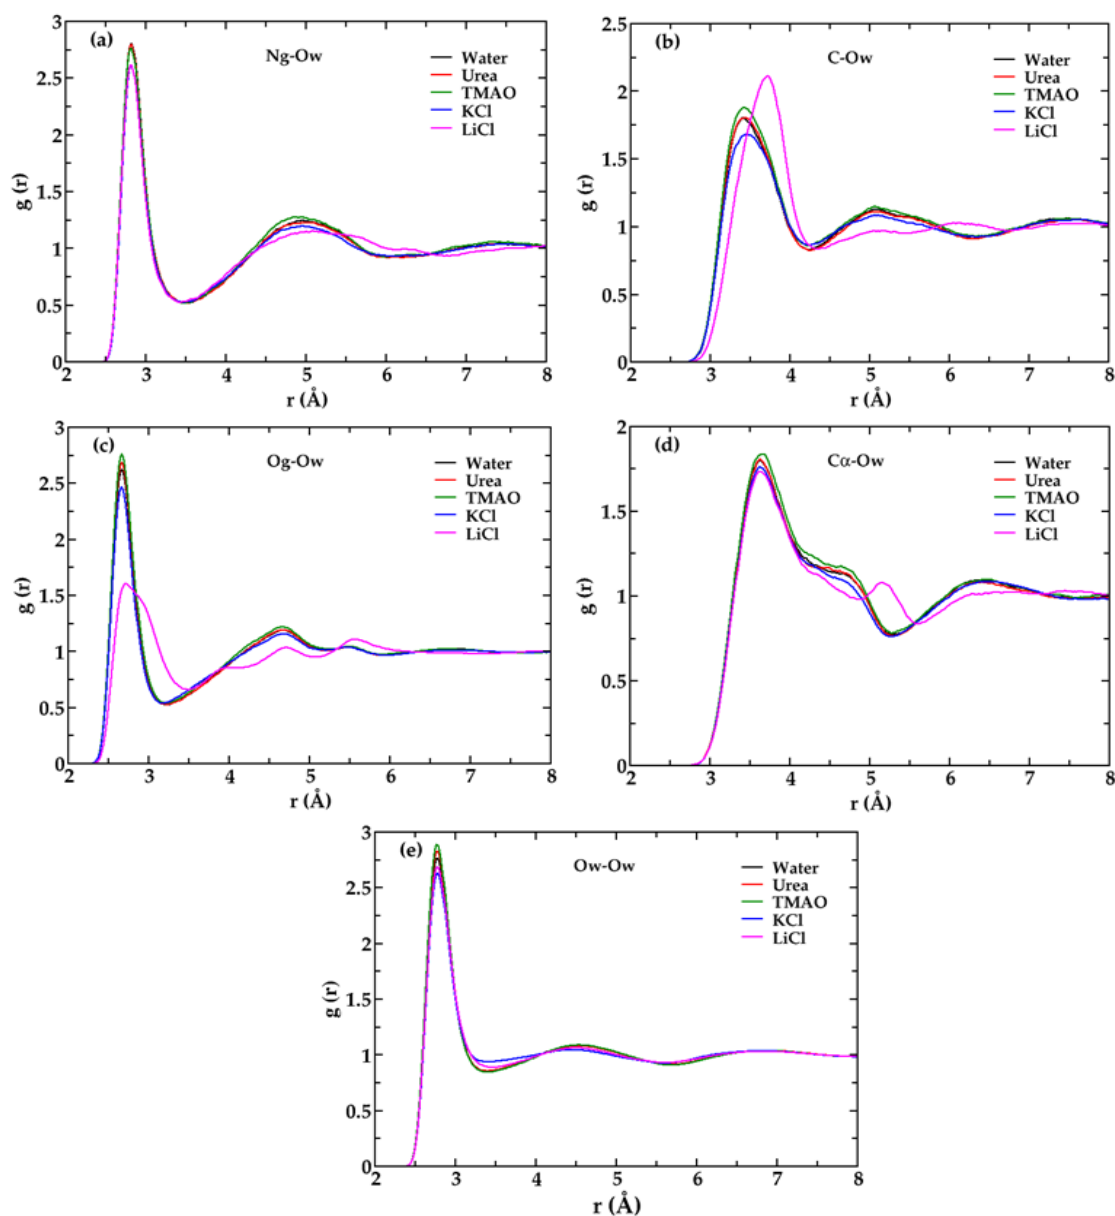 (a)
Ng-Ow
Water
Urea
TMAO
KCl
LiCl
g (r)
3
2.5
2
1.5
1
0.5
0
2 3 4 5 6 7 8
r (Å)
(b)
C-Ow
Water
Urea
TMAO
KCl
LiCl
g (r)
2.5
2
1.5
1
0.5
0
2 3 4 5 6 7 8
r (Å)
(c)
Og-Ow
Water
Urea
TMAO
KCl
LiCl
g (r)
3
2.5
2
1.5
1
0.5
0
2 3 4 5 6 7 8
r (Å)
(d)
Cα-Ow
Water
Urea
TMAO
KCl
LiCl
g (r)
2
1.5
1
0.5
0
2 3 4 5 6 7 8
r (Å)
(e)
Ow-Ow
Water
Urea
TMAO
KCl
LiCl
g (r)
3
2.5
2
1.5
1
0.5
0
2 3 4 5 6 7 8
r (Å)